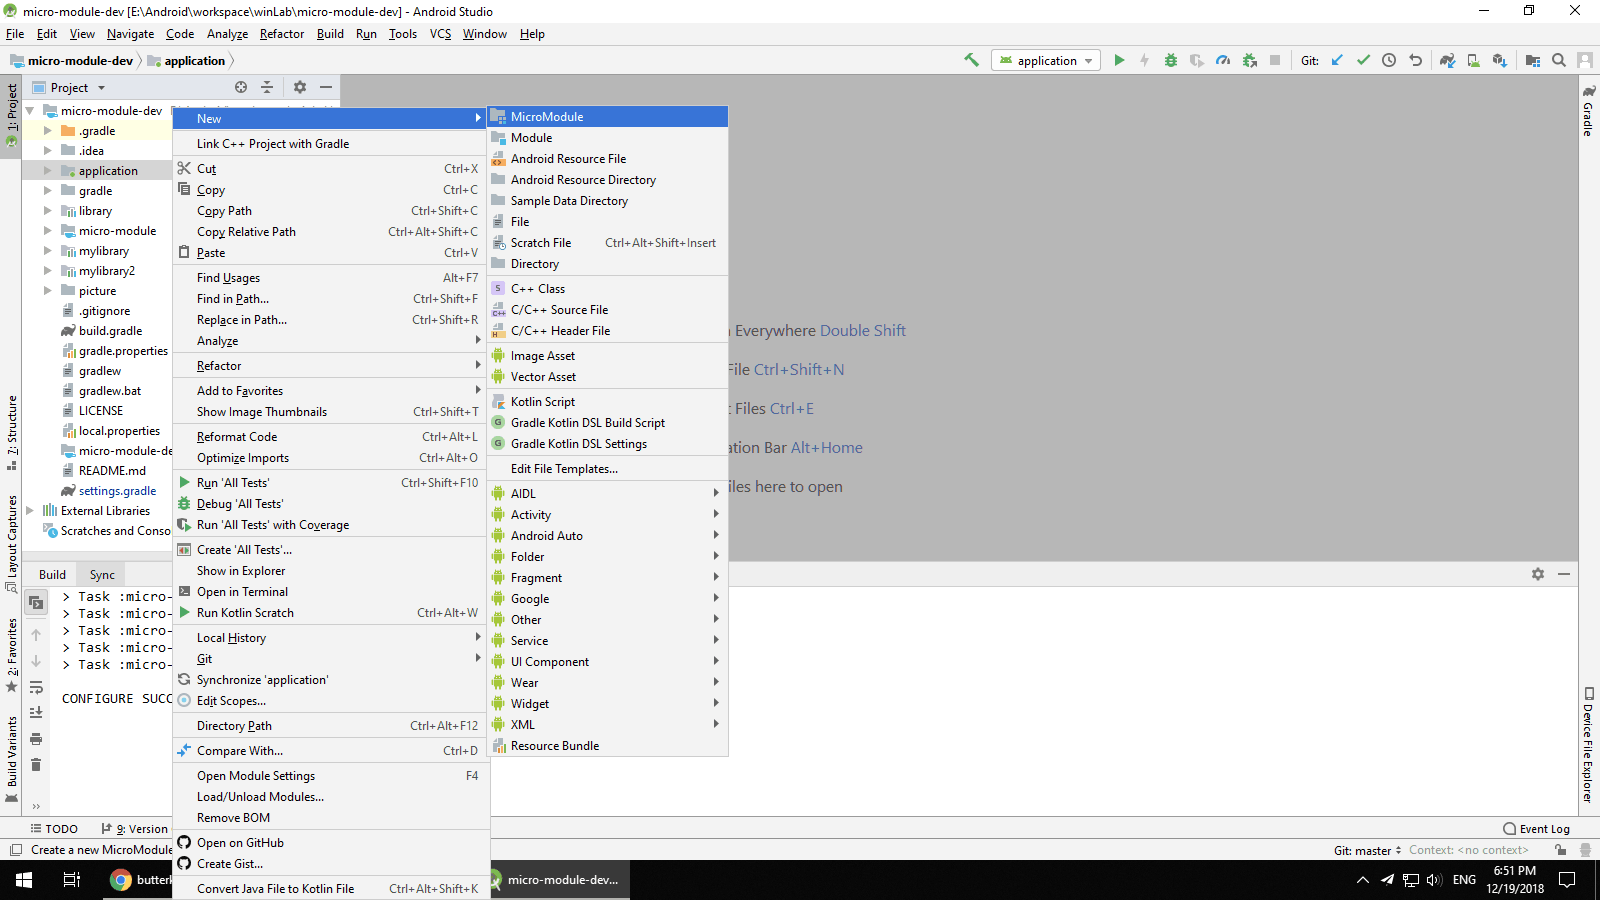 micro-module-dev [E:\Android\workspace\winLab\micro-module-dev] - Android Studio
File Edit View Navigate Code Analyze Refactor Build Run Tools VCS Window Help
micro-module-dev application
application
Git:
1: Project
7: Structure
Layout Captures
2: Favorites
Build Variants
Project
micro-module-dev
.gradle
.idea
application
gradle
library
micro-module
mylibrary
mylibrary2
picture
.gitignore
build.gradle
gradle.properties
gradlew
gradlew.bat
LICENSE
local.properties
micro-module-de
README.md
settings.gradle
External Libraries
Scratches and Conso
New
Link C++ Project with Gradle
Cut Ctrl+X
Copy Ctrl+C
Copy Path Ctrl+Shift+C
Copy Relative Path Ctrl+Alt+Shift+C
Paste Ctrl+V
Find Usages Alt+F7
Find in Path... Ctrl+Shift+F
Replace in Path... Ctrl+Shift+R
Analyze
Refactor
Add to Favorites
Show Image Thumbnails Ctrl+Shift+T
Reformat Code Ctrl+Alt+L
Optimize Imports Ctrl+Alt+O
Run 'All Tests' Ctrl+Shift+F10
Debug 'All Tests'
Run 'All Tests' with Coverage
Create 'All Tests'...
Show in Explorer
Open in Terminal
Run Kotlin Scratch Ctrl+Alt+W
Local History
Git
Synchronize 'application'
Edit Scopes...
Directory Path Ctrl+Alt+F12
Compare With... Ctrl+D
Open Module Settings F4
Load/Unload Modules...
Remove BOM
Open on GitHub
Create Gist...
Convert Java File to Kotlin File Ctrl+Alt+Shift+K
MicroModule
Module
Android Resource File
Android Resource Directory
Sample Data Directory
File
Scratch File Ctrl+Alt+Shift+Insert
Directory
C++ Class
C/C++ Source File
C/C++ Header File
Image Asset
Vector Asset
Kotlin Script
Gradle Kotlin DSL Build Script
Gradle Kotlin DSL Settings
Edit File Templates...
AIDL
Activity
Android Auto
Folder
Fragment
Google
Other
Service
UI Component
Wear
Widget
XML
Resource Bundle
Everywhere Double Shift
File Ctrl+Shift+N
Files Ctrl+E
ation Bar Alt+Home
iles here to open
Gradle
Device File Explorer
Build Sync
> Task :micro-
> Task :micro-
> Task :micro-
> Task :micro-
> Task :micro-
CONFIGURE SUCC
TODO 9: Version
Event Log
Create a new MicroModule
Git: master Context: <no context>
butterk
micro-module-dev...
ENG
6:51 PM
12/19/2018